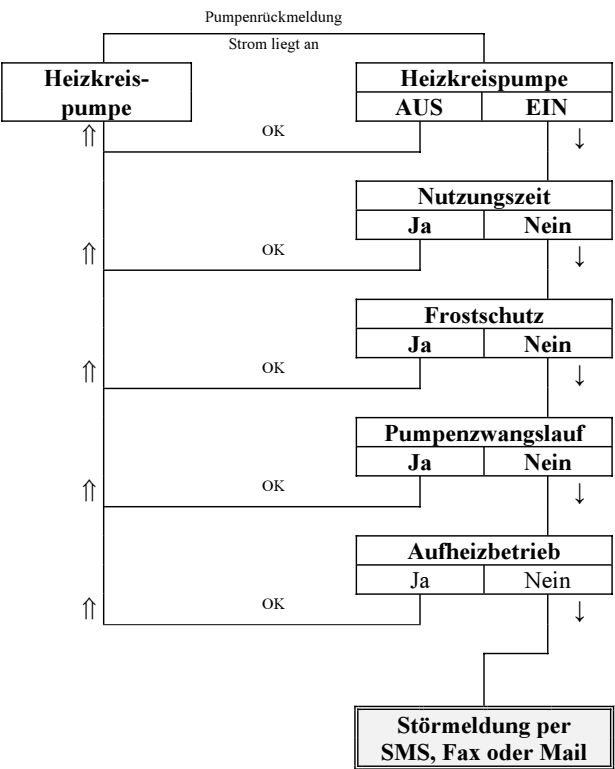 Pumpenrückmeldung
Strom liegt an
Heizkreis-
pumpe
Heizkreispumpe
AUS EIN
⇑ OK ↓
Nutzungszeit
Ja Nein
⇑ OK ↓
Frostschutz
Ja Nein
⇑ OK ↓
Pumpenzwangslauf
Ja Nein
⇑ OK ↓
Aufheizbetrieb
Ja Nein
⇑ OK ↓
Störmeldung per
SMS, Fax oder Mail